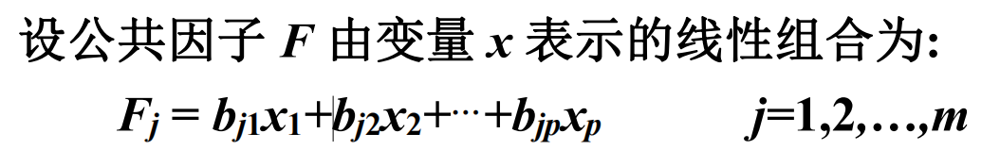 设公共因子 F 由变量 x 表示的线性组合为:
Fj = bj1x1+bj2x2+···+bjpxp j=1,2,…,m